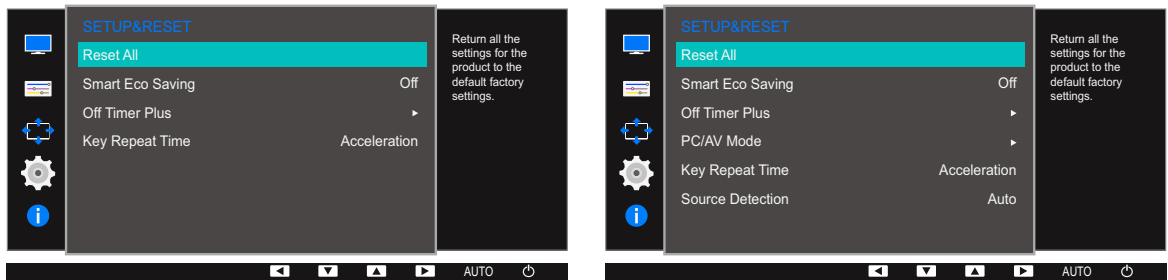 SETUP&RESET
Reset All
Smart Eco Saving Off
Off Timer Plus
Key Repeat Time Acceleration
Return all the
settings for the
product to the
default factory
settings.
AUTO
SETUP&RESET
Reset All
Smart Eco Saving Off
Off Timer Plus
PC/AV Mode
Key Repeat Time Acceleration
Source Detection Auto
Return all the
settings for the
product to the
default factory
settings.
AUTO